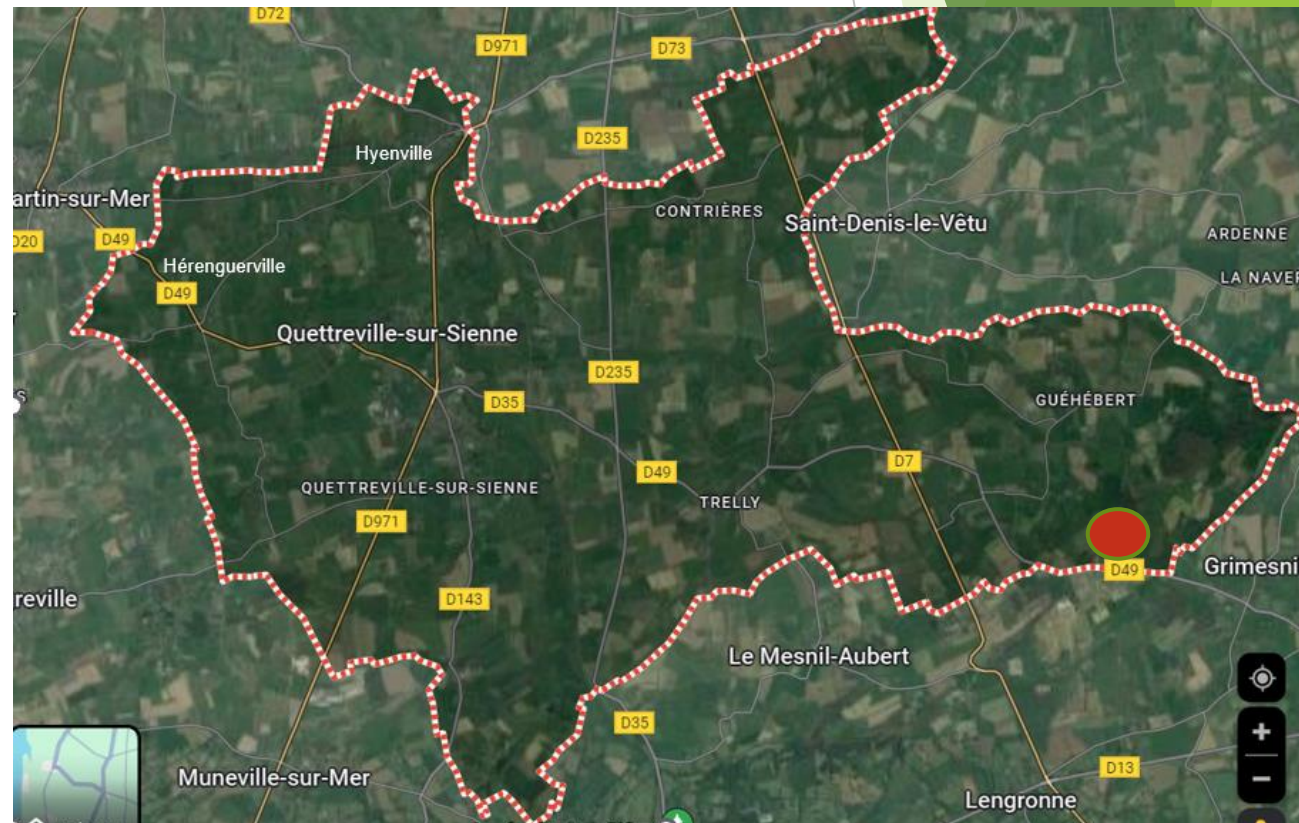 D72
D971
D73
D235
Hyenville
artin-sur-Mer
CONTRIÈRES
Saint-Denis-le-Vêtu
D20
D49
ARDENNE
Hérenguerville
LA NAVE
D49
Quettreville-sur-Sienne
D235
S
D35
GUÉHÉBERT
D7
D49
QUETTREVILLE-SUR-SIENNE
TRELLY
D971
D49
Grimesni
reville
D143
Le Mesnil-Aubert
D35
D13
Muneville-sur-Mer
Lengronne